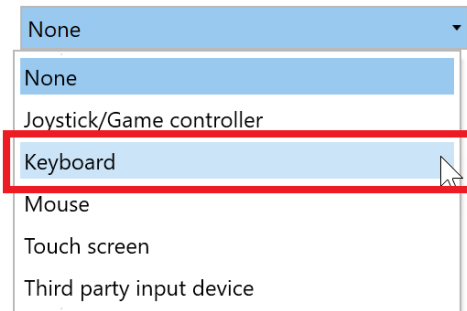 None
None
Joystick/Game controller
Keyboard
Mouse
Touch screen
Third party input device